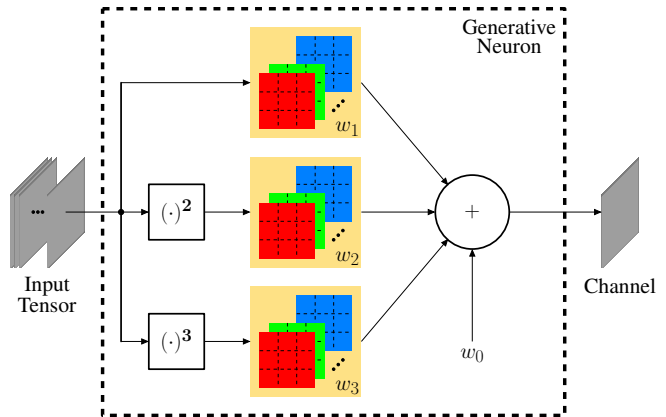 Generative
Neuron
w₁
(·)²
w₂
+
Input
Tensor
Channel
(·)³
w₃
w₀